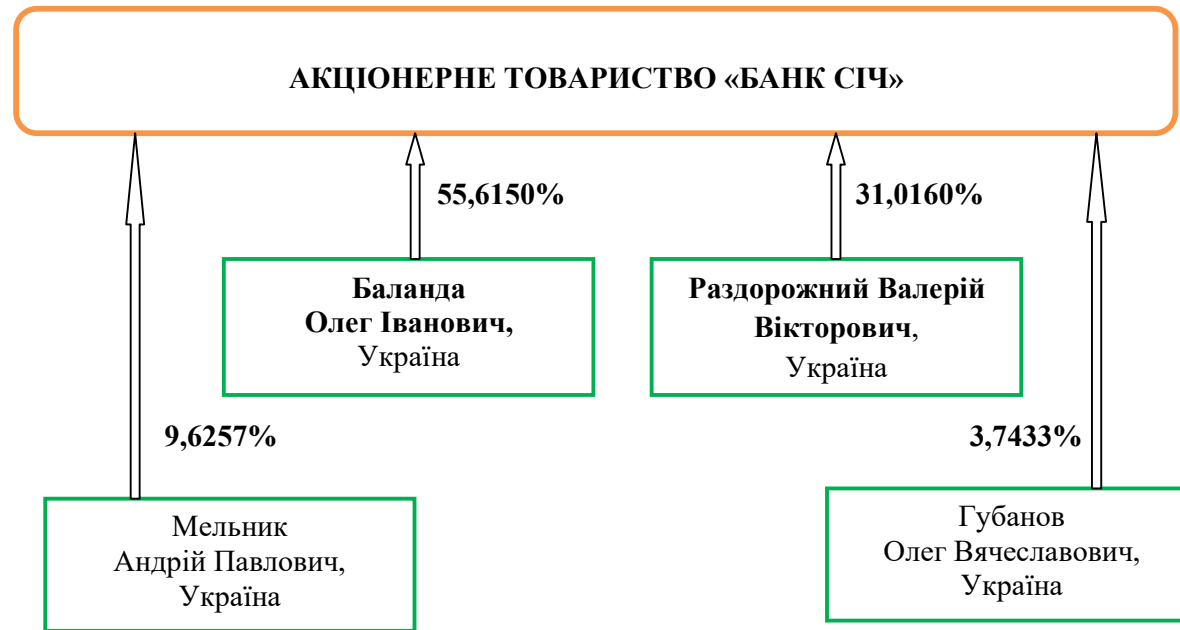 АКЦІОНЕРНЕ ТОВАРИСТВО «БАНК СІЧ»
55,6150%
31,0160%
Баланда
Олег Іванович,
Україна
Раздорожний Валерій
Вікторович,
Україна
9,6257%
3,7433%
Мельник
Андрій Павлович,
Україна
Губанов
Олег Вячеславович,
Україна